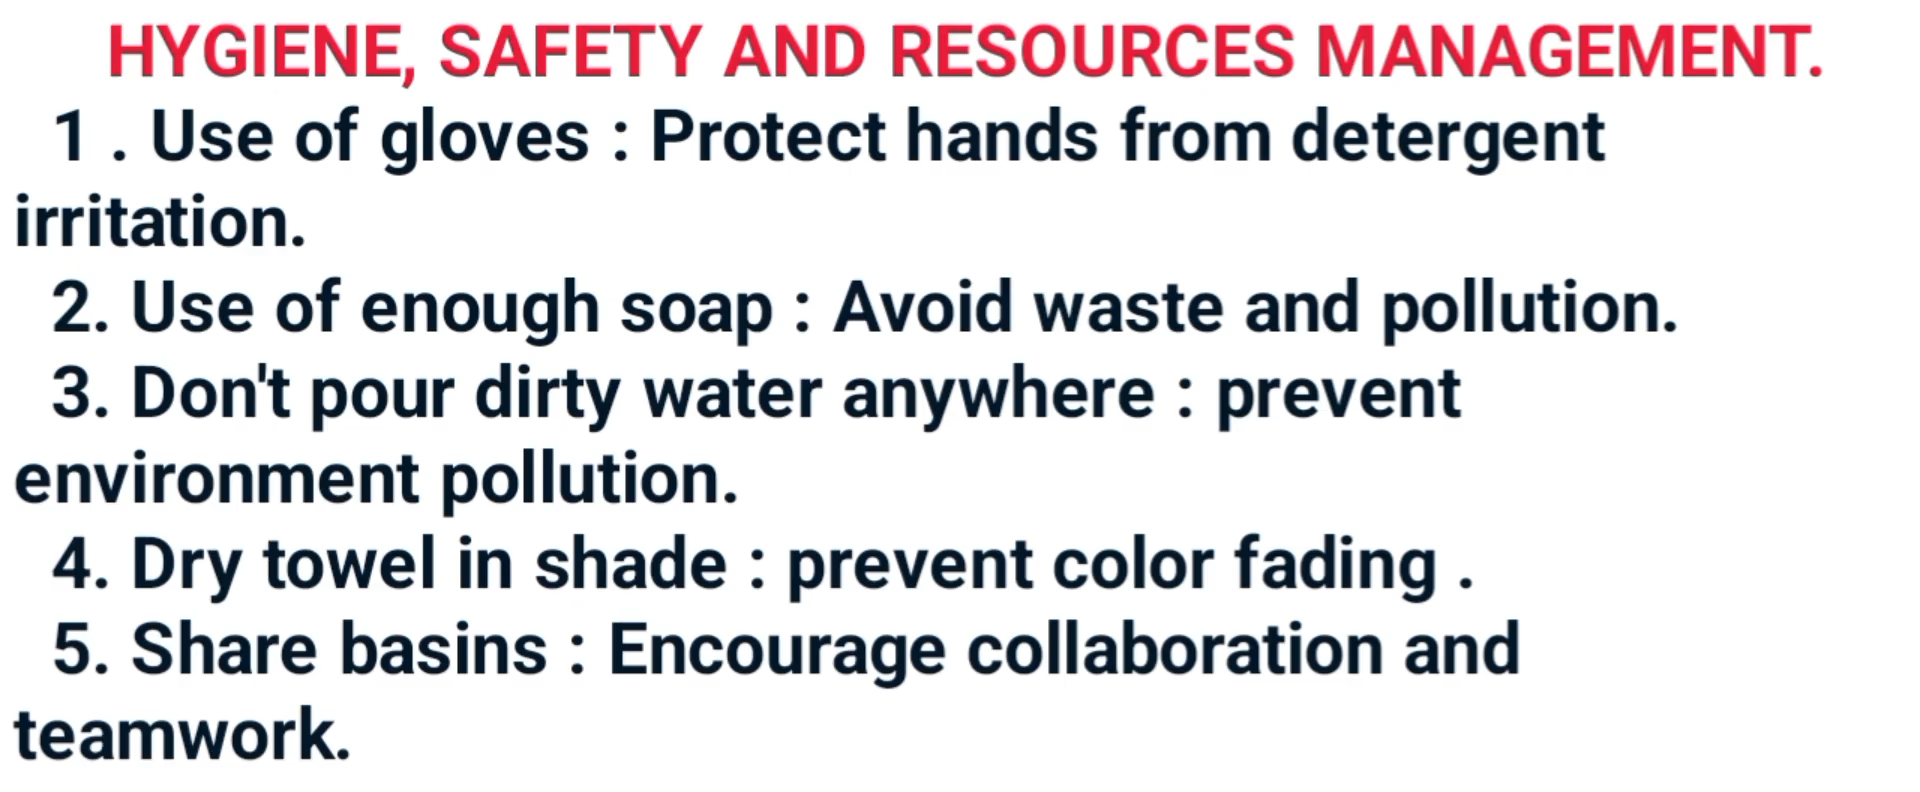 HYGIENE, SAFETY AND RESOURCES MANAGEMENT.
1 . Use of gloves : Protect hands from detergent
irritation.
2. Use of enough soap : Avoid waste and pollution.
3. Don't pour dirty water anywhere : prevent
environment pollution.
4. Dry towel in shade : prevent color fading .
5. Share basins : Encourage collaboration and
teamwork.